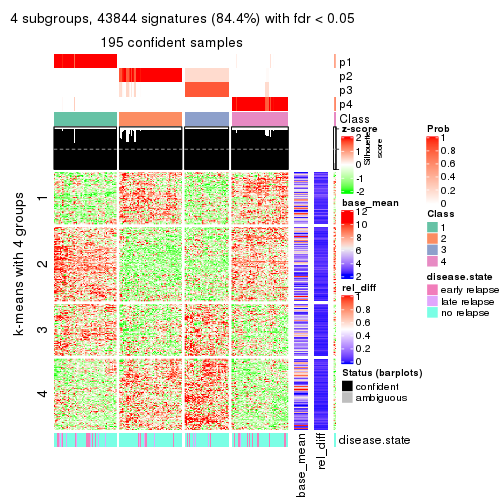 4 subgroups, 43844 signatures (84.4%) with fdr < 0.05
195 confident samples
p1
p2
p3
p4
Class
Silhouette
score
k-means with 4 groups
1
2
3
4
disease.state
base_mean
rel_diff
z-score
2
1
0
-1
-2
base_mean
12
10
8
6
4
2
rel_diff
1
0.8
0.6
0.4
0.2
0
Status (barplots)
confident
ambiguous
Prob
1
0.8
0.6
0.4
0.2
0
Class
1
2
3
4
disease.state
early relapse
late relapse
no relapse